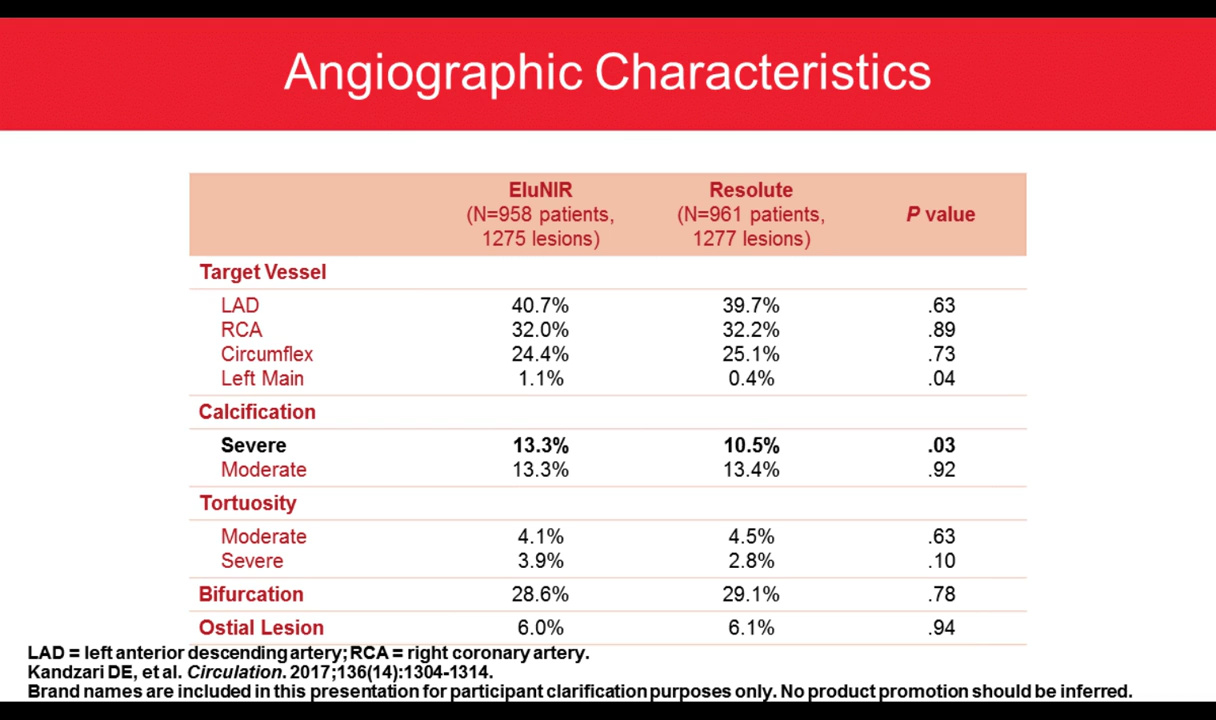 Angiographic Characteristics
EluNIR Resolute P value
(N=958 patients, (N=961 patients,
1275 lesions) 1277 lesions)
Target Vessel
LAD 40.7% 39.7% .63
RCA 32.0% 32.2% .89
Circumflex 24.4% 25.1% .73
Left Main 1.1% 0.4% .04
Calcification
Severe 13.3% 10.5% .03
Moderate 13.3% 13.4% .92
Tortuosity
Moderate 4.1% 4.5% .63
Severe 3.9% 2.8% .10
Bifurcation 28.6% 29.1% .78
Ostial Lesion 6.0% 6.1% .94
LAD = left anterior descending artery; RCA = right coronary artery.
Kandzari DE, et al. Circulation. 2017;136(14):1304-1314.
Brand names are included in this presentation for participant clarification purposes only. No product promotion should be inferred.